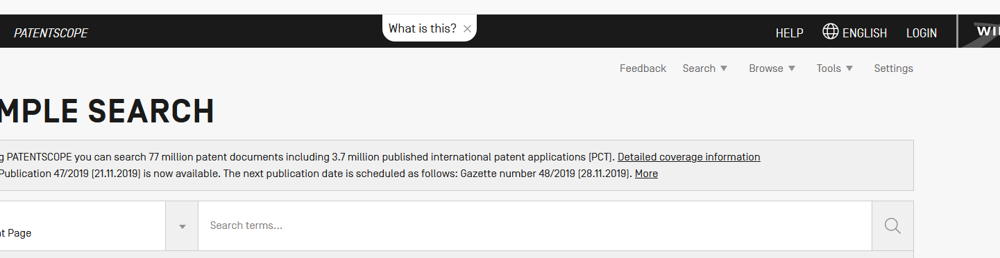 PATENTSCOPE
What is this?
HELP
ENGLISH
LOGIN
Feedback
Search
Browse
Tools
Settings
MPLE SEARCH
g PATENTSCOPE you can search 77 million patent documents including 3.7 million published international patent applications (PCT). Detailed coverage information
Publication 47/2019 [21.11.2019] is now available. The next publication date is scheduled as follows: Gazette number 48/2019 [28.11.2019]. More
t Page
Search terms...